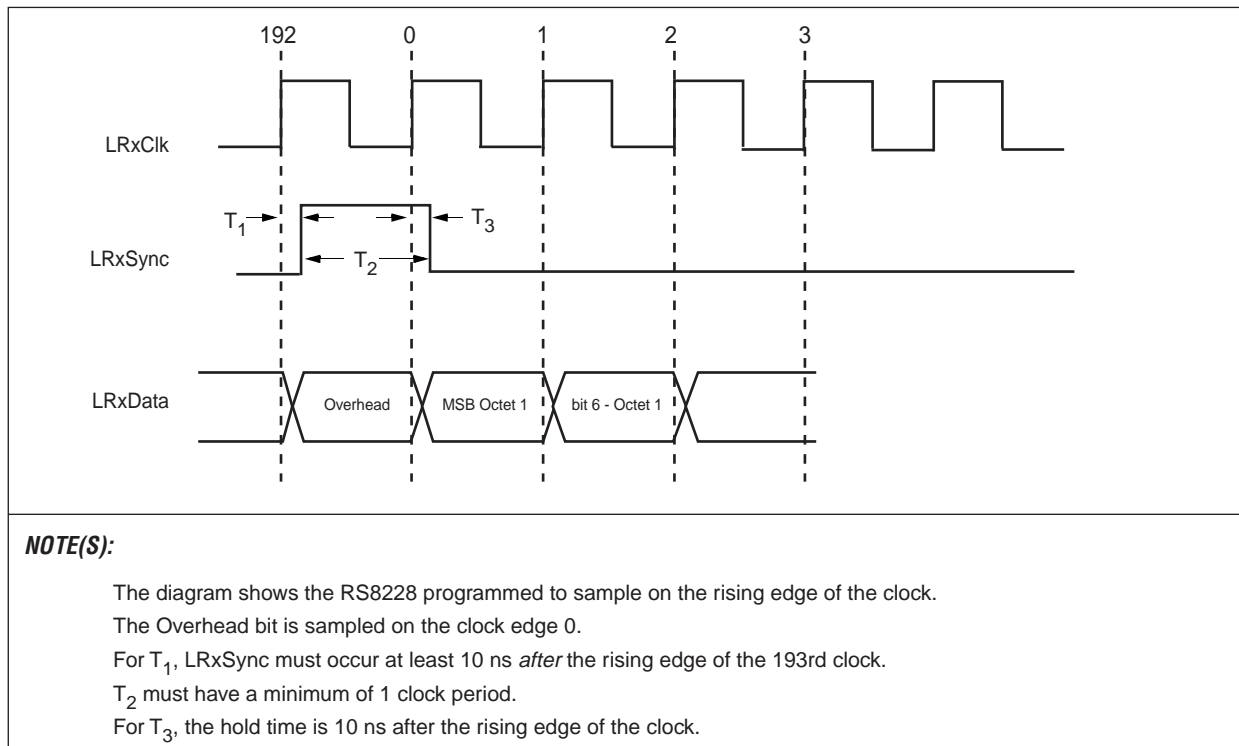 192 0 1 2 3
LRxClk
T1 T3
LRxSync
T2
LRxData Overhead MSB Octet 1 bit 6 - Octet 1
NOTE(S):
The diagram shows the RS8228 programmed to sample on the rising edge of the clock.
The Overhead bit is sampled on the clock edge 0.
For T1, LRxSync must occur at least 10 ns after the rising edge of the 193rd clock.
T2 must have a minimum of 1 clock period.
For T3, the hold time is 10 ns after the rising edge of the clock.